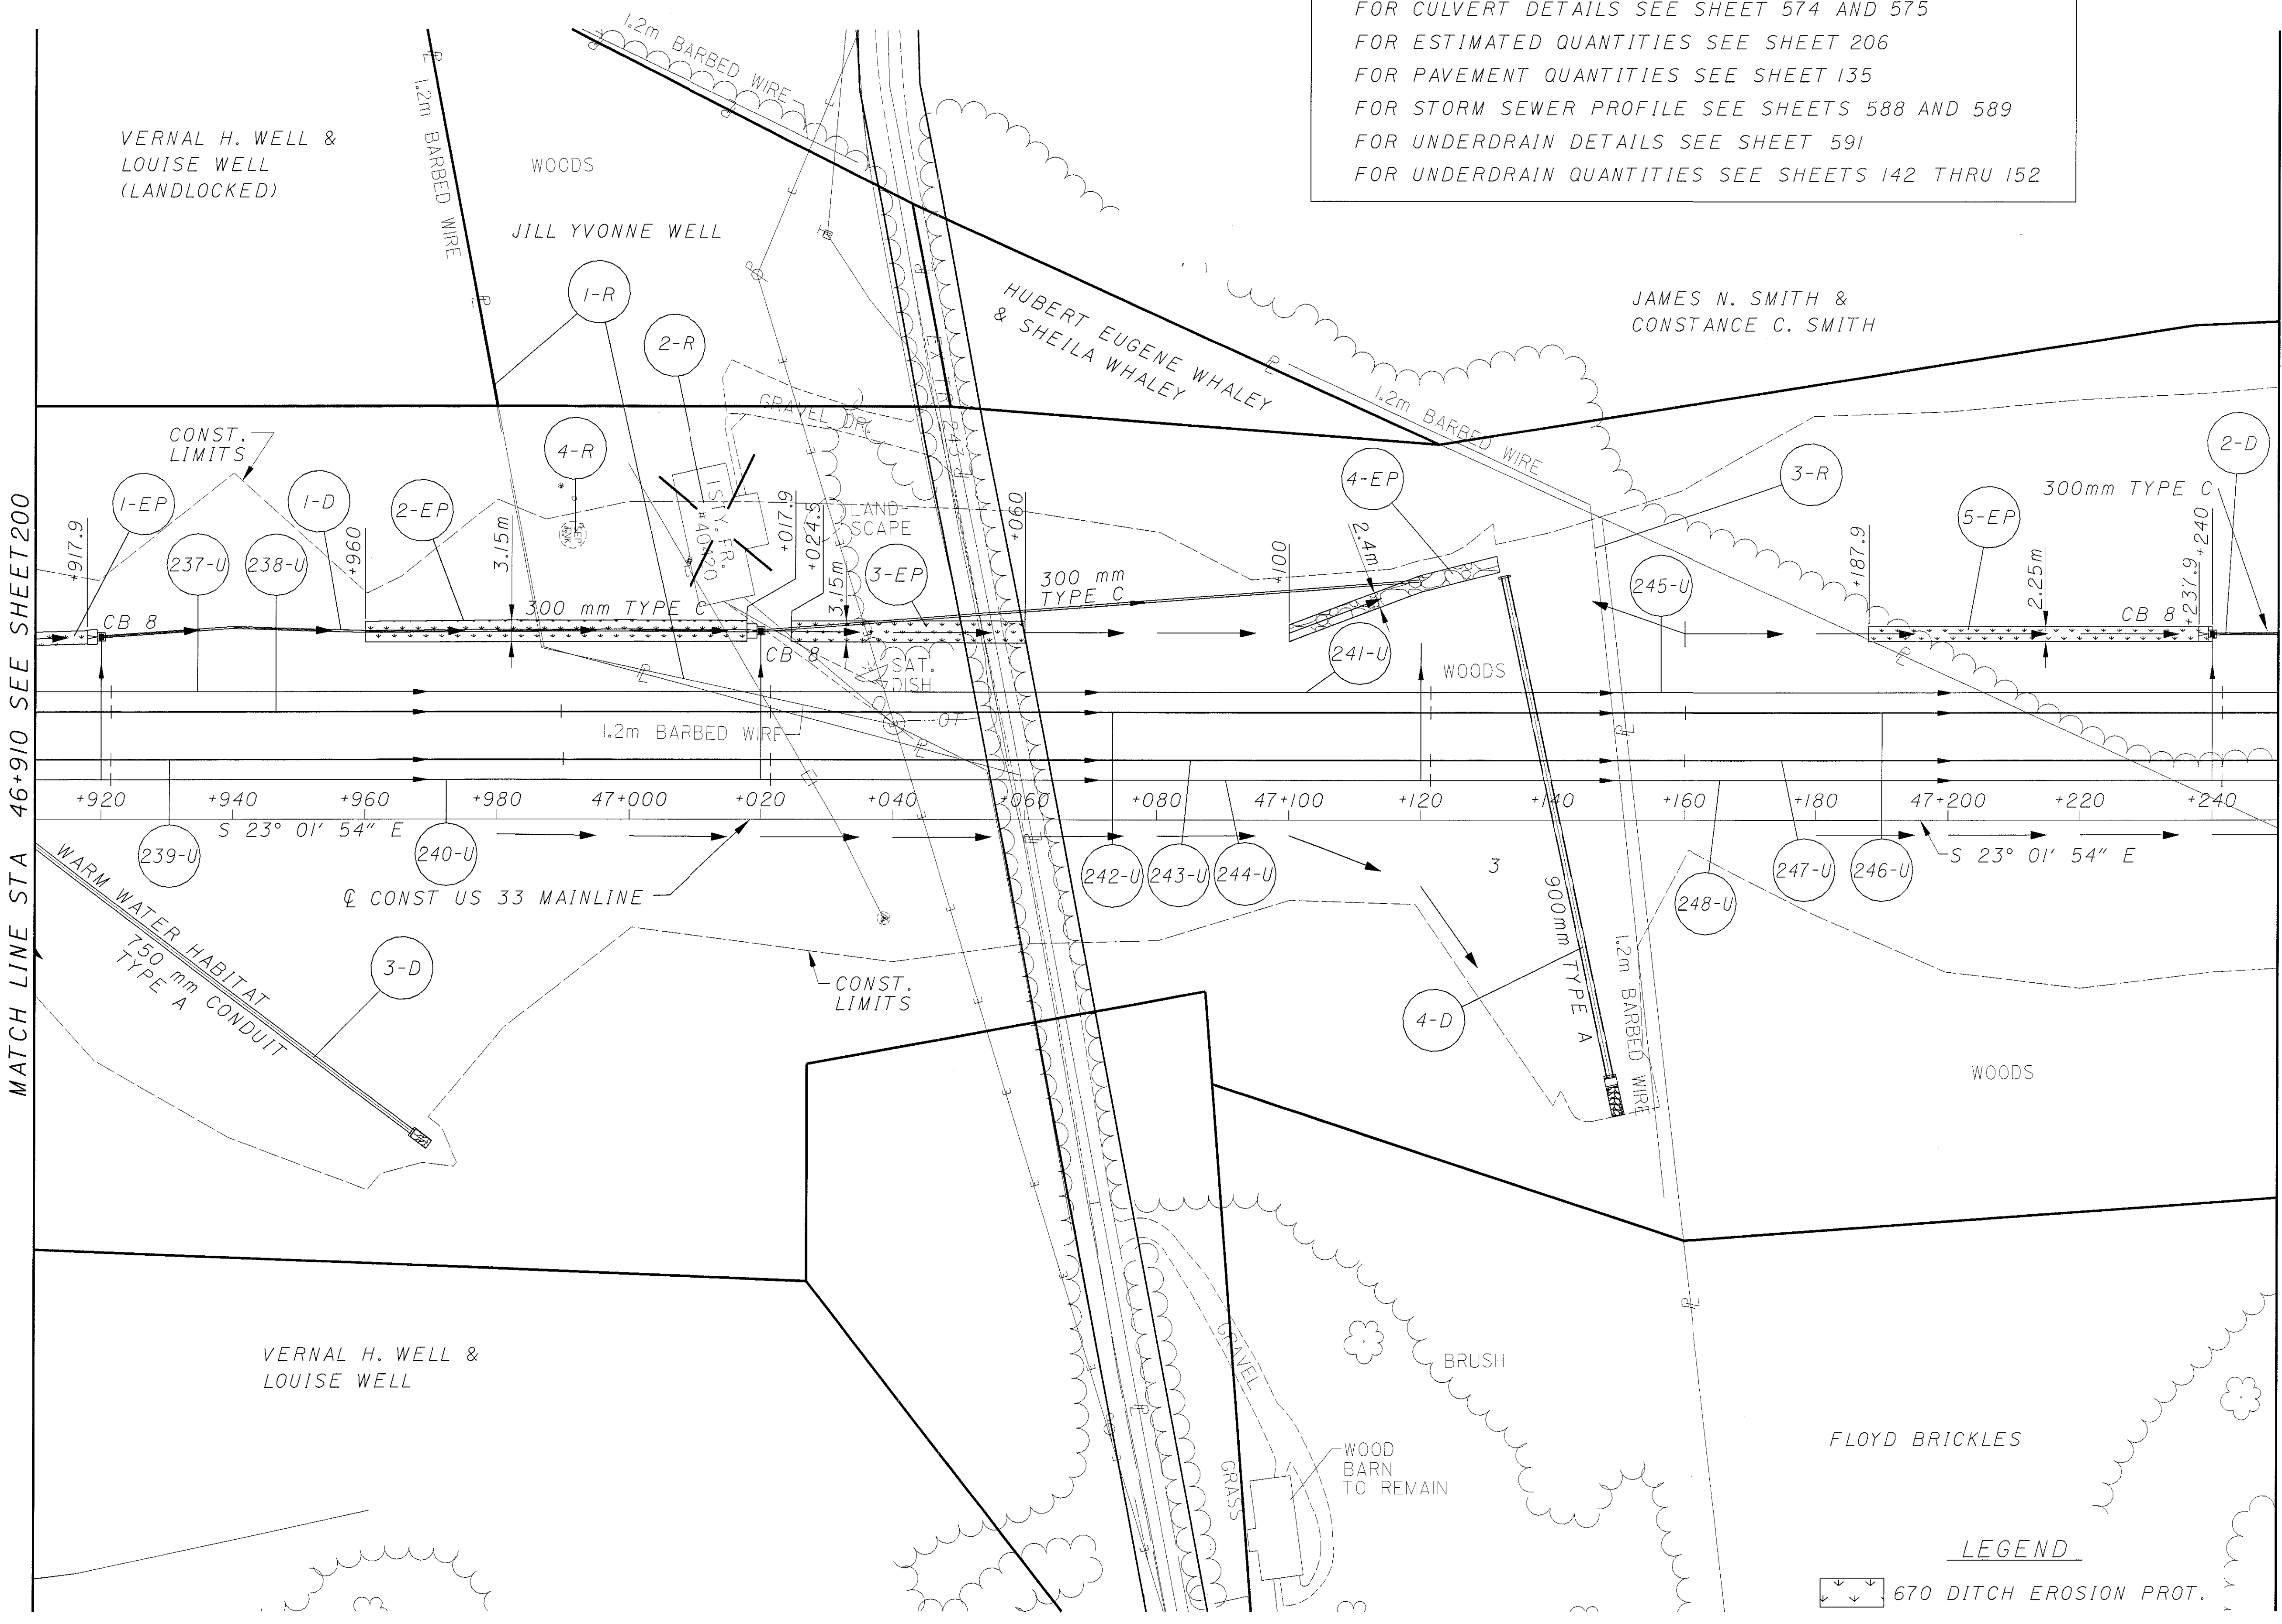 FOR CULVERT DETAILS SEE SHEET 574 AND 575
FOR ESTIMATED QUANTITIES SEE SHEET 206
FOR PAVEMENT QUANTITIES SEE SHEET 135
FOR STORM SEWER PROFILE SEE SHEETS 588 AND 589
FOR UNDERDRAIN DETAILS SEE SHEET 591
FOR UNDERDRAIN QUANTITIES SEE SHEETS 142 THRU 152
1.2m BARBED WIRE
1.2m BARBED WIRE
VERNAL H. WELL &
LOUISE WELL
(LANDLOCKED)
WOODS
JILL YVONNE WELL
1-R
2-R
HUBERT EUGENE WHALEY
& SHEILA WHALEY
JAMES N. SMITH &
CONSTANCE C. SMITH
1.2m BARBED WIRE
GRAVEL DR.
CONST.
LIMITS
4-R
4-EP
3-R
2-D
300mm TYPE C
1-EP
1-D
2-EP
5-EP
+917.9
237-U
238-U
+960
3.15m
1 STY. FR.
#40420
+017.9
+024.5
LAND-
SCAPE
3.15m
3-EP
+060
300 mm
TYPE C
+100
2.4m
245-U
+187.9
2.25m
+237.9
+240
CB 8
300 mm TYPE C
CB 8
CB 8
SAT.
DISH
241-U
WOODS
1.2m BARBED WIRE
OT
+920
+940
+960
+980
47+000
+020
+040
+060
+080
47+100
+120
+140
+160
+180
47+200
+220
+240
S 23° 01' 54" E
S 23° 01' 54" E
239-U
240-U
242-U
243-U
244-U
3
248-U
247-U
246-U
℄ CONST US 33 MAINLINE
WARM WATER HABITAT
750 mm CONDUIT
TYPE A
3-D
CONST.
LIMITS
900mm TYPE A
4-D
1.2m BARBED WIRE
WOODS
MATCH LINE STA 46+910 SEE SHEET 200
VERNAL H. WELL &
LOUISE WELL
GRAVEL
BRUSH
GRASS
WOOD
BARN
TO REMAIN
FLOYD BRICKLES
LEGEND
670 DITCH EROSION PROT.